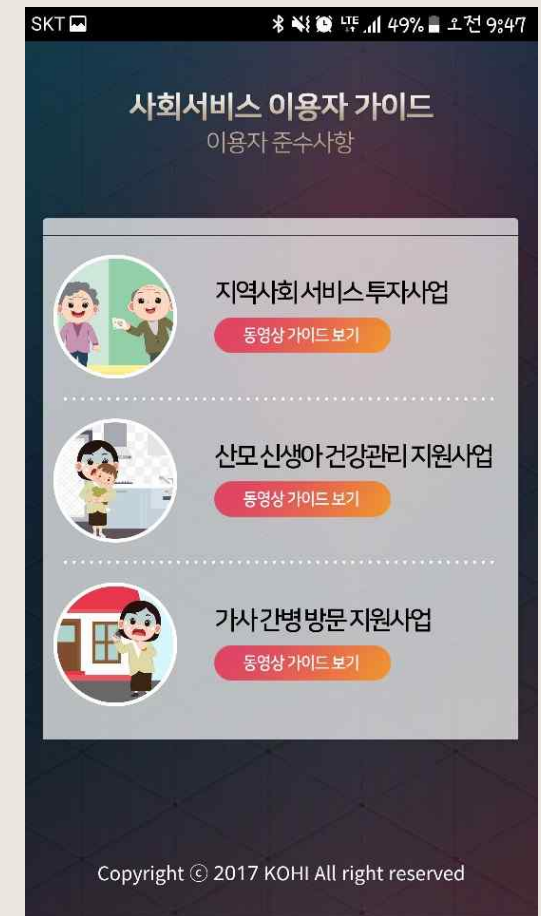 SKT LTE 49% 오전 9:47
사회서비스 이용자 가이드
이용자 준수사항
지역사회 서비스 투자사업
동영상 가이드 보기
산모 신생아 건강관리 지원사업
동영상 가이드 보기
가사 간병 방문 지원사업
동영상 가이드 보기
Copyright ⓒ 2017 KOHI All right reserved